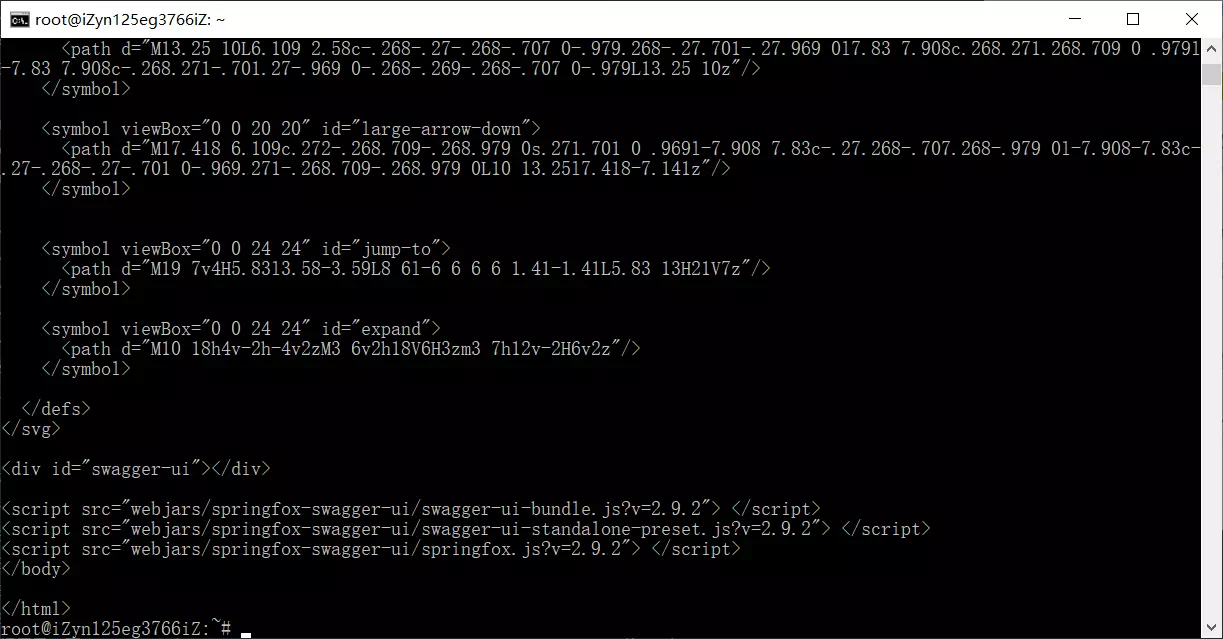 root@iZyn125eg3766iZ: ~
<path d="M13.25 10L6.109 2.58c-.268-.27-.268-.707 0-.979.268-.27.701-.27.969 0l7.83 7.908c.268.271.268.709 0 .979l
-7.83 7.908c-.268.271-.701.27-.969 0-.268-.269-.268-.707 0-.979L13.25 10z"/>
</symbol>
<symbol viewBox="0 0 20 20" id="large-arrow-down">
<path d="M17.418 6.109c.272-.268.709-.268.979 0s.271.701 0 .969l-7.908 7.83c-.27.268-.707.268-.979 0l-7.908-7.83c-
.27-.268-.27-.701 0-.969.271-.268.709-.268.979 0L10 13.25l7.418-7.141z"/>
</symbol>
<symbol viewBox="0 0 24 24" id="jump-to">
<path d="M19 7v4H5.83l3.58-3.59L8 6l-6 6 6 6 1.41-1.41L5.83 13H21V7z"/>
</symbol>
<symbol viewBox="0 0 24 24" id="expand">
<path d="M10 18h4v-2h-4v2zM3 6v2h18V6H3zm3 7h12v-2H6v2z"/>
</symbol>
</defs>
</svg>
<div id="swagger-ui"></div>
<script src="webjars/springfox-swagger-ui/swagger-ui-bundle.js?v=2.9.2"> </script>
<script src="webjars/springfox-swagger-ui/swagger-ui-standalone-preset.js?v=2.9.2"> </script>
<script src="webjars/springfox-swagger-ui/springfox.js?v=2.9.2"> </script>
</body>
</html>
root@iZyn125eg3766iZ:~#